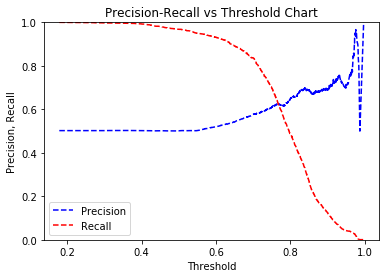 Precision-Recall vs Threshold Chart
Precision, Recall
1.0
0.8
0.6
0.4
0.2
0.0
Precision
Recall
0.2 0.4 0.6 0.8 1.0
Threshold